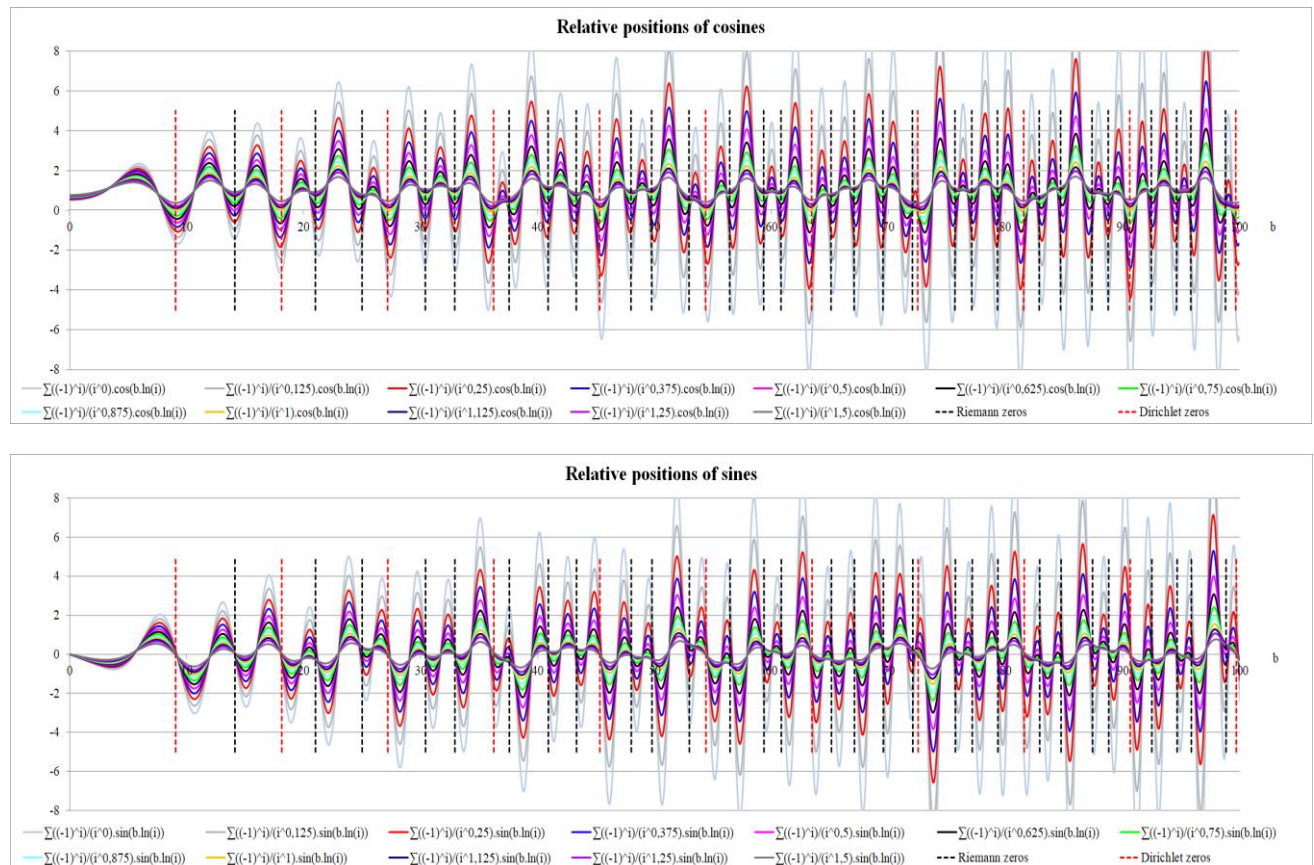 Relative positions of cosines
8
6
4
2
0
-2
-4
-6
-8
0 10 20 30 40 50 60 70 80 90 100 b
∑((-1)^i)/(i^0).cos(b.ln(i)) ∑((-1)^i)/(i^0,125).cos(b.ln(i)) ∑((-1)^i)/(i^0,25).cos(b.ln(i)) ∑((-1)^i)/(i^0,375).cos(b.ln(i)) ∑((-1)^i)/(i^0,5).cos(b.ln(i)) ∑((-1)^i)/(i^0,625).cos(b.ln(i)) ∑((-1)^i)/(i^0,75).cos(b.ln(i))
∑((-1)^i)/(i^0,875).cos(b.ln(i)) ∑((-1)^i)/(i^1).cos(b.ln(i)) ∑((-1)^i)/(i^1,125).cos(b.ln(i)) ∑((-1)^i)/(i^1,25).cos(b.ln(i)) ∑((-1)^i)/(i^1,5).cos(b.ln(i)) Riemann zeros Dirichlet zeros
Relative positions of sines
8
6
4
2
0
-2
-4
-6
-8
0 10 20 30 40 50 60 70 80 90 100 b
∑((-1)^i)/(i^0).sin(b.ln(i)) ∑((-1)^i)/(i^0,125).sin(b.ln(i)) ∑((-1)^i)/(i^0,25).sin(b.ln(i)) ∑((-1)^i)/(i^0,375).sin(b.ln(i)) ∑((-1)^i)/(i^0,5).sin(b.ln(i)) ∑((-1)^i)/(i^0,625).sin(b.ln(i)) ∑((-1)^i)/(i^0,75).sin(b.ln(i))
∑((-1)^i)/(i^0,875).sin(b.ln(i)) ∑((-1)^i)/(i^1).sin(b.ln(i)) ∑((-1)^i)/(i^1,125).sin(b.ln(i)) ∑((-1)^i)/(i^1,25).sin(b.ln(i)) ∑((-1)^i)/(i^1,5).sin(b.ln(i)) Riemann zeros Dirichlet zeros